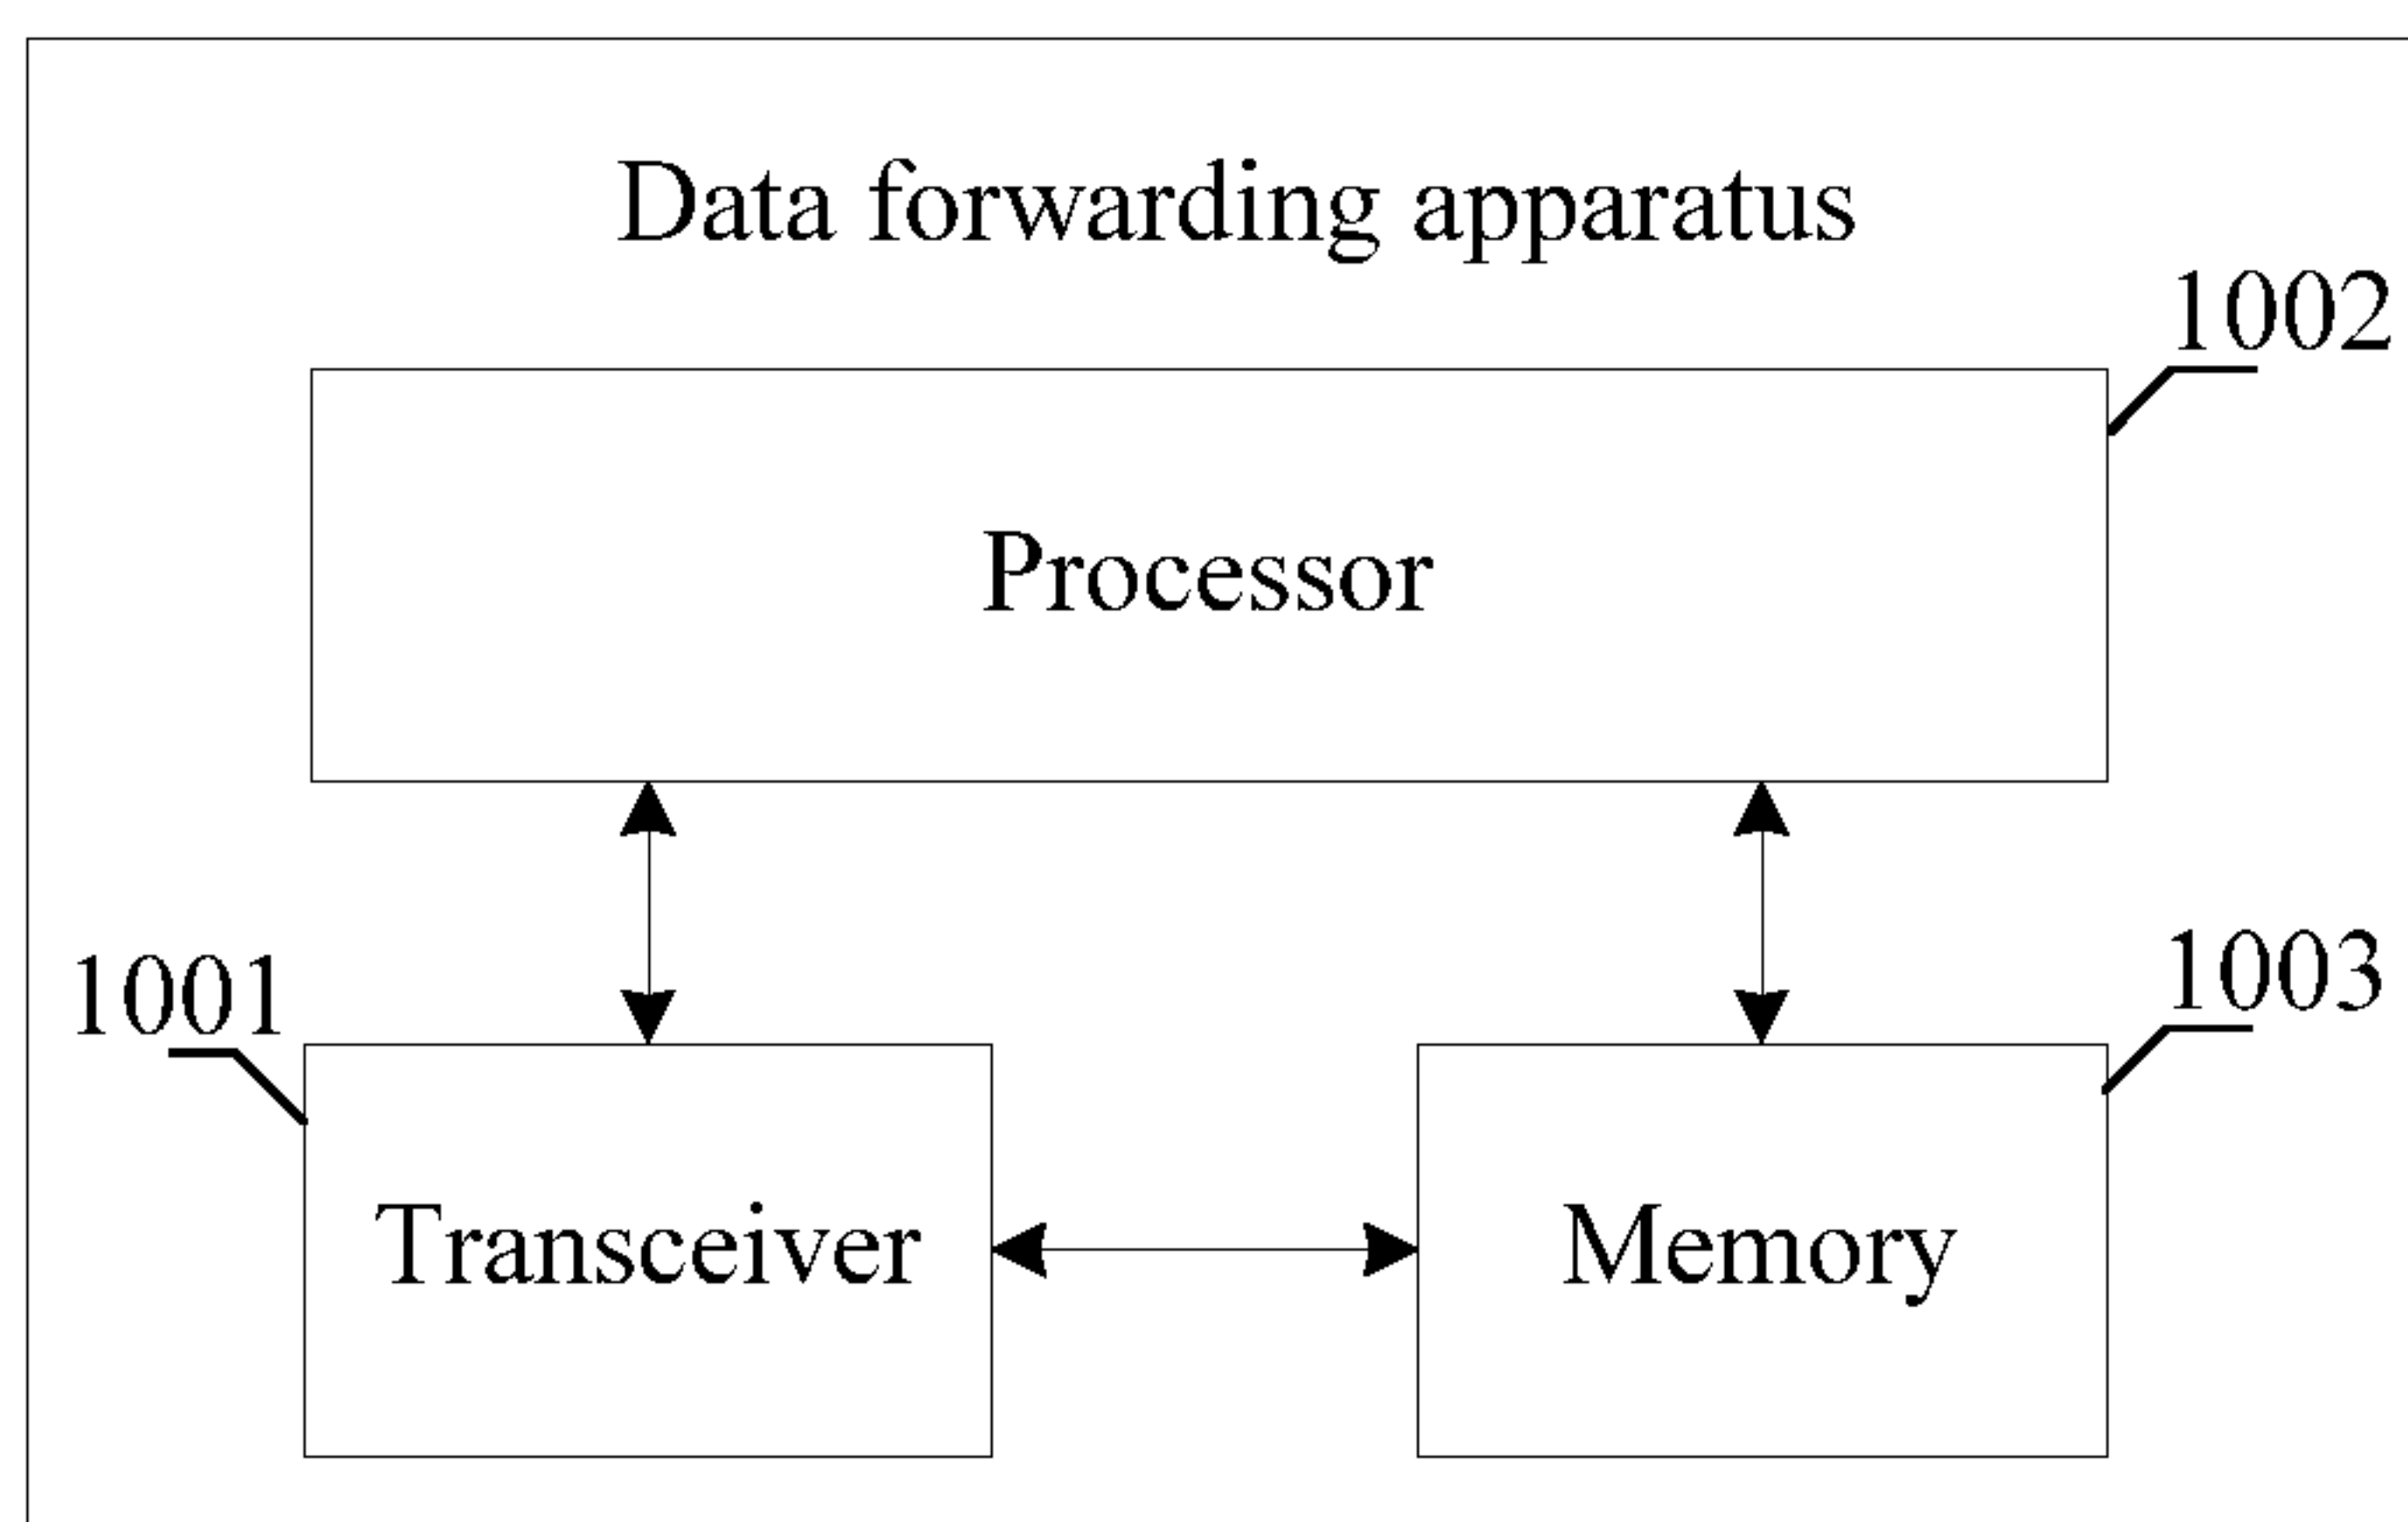 Data forwarding apparatus
1002
Processor
1001
1003
Transceiver
Memory